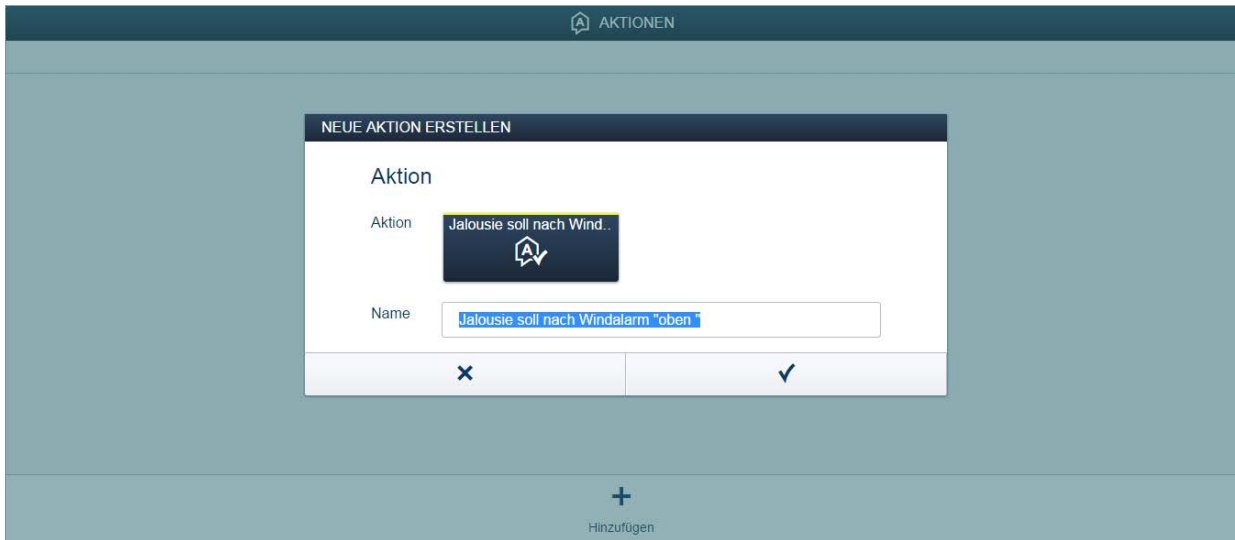 AKTIONEN
NEUE AKTION ERSTELLEN
Aktion
Aktion
Jalousie soll nach Wind..
A
Name
Jalousie soll nach Windalarm "oben "
Hinzufügen